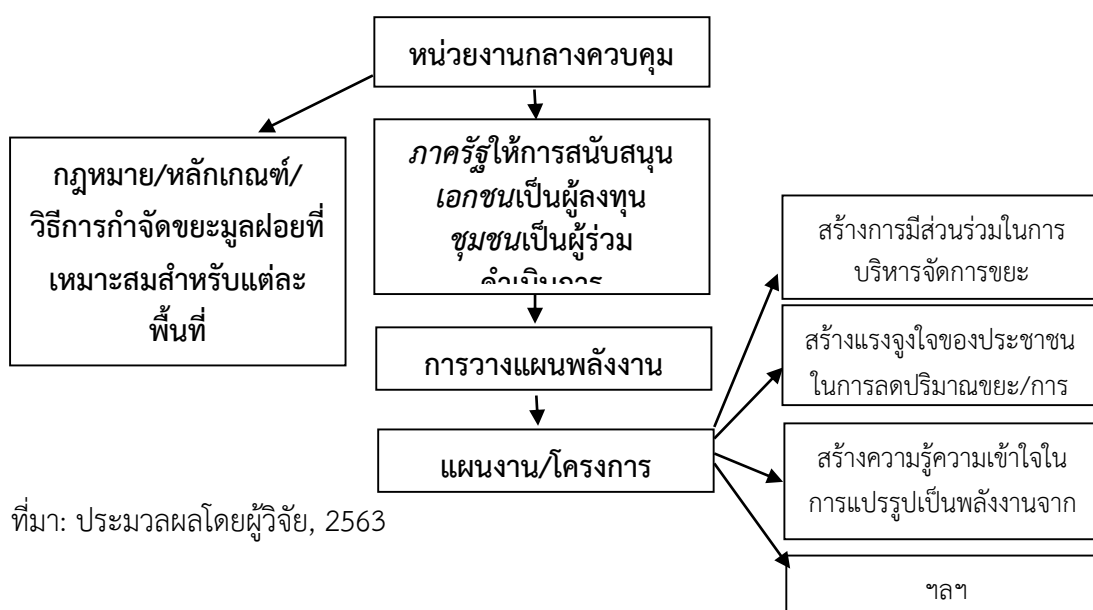 หน่วยงานกลางควบคุม
กฎหมาย/หลักเกณฑ์/
วิธีการกำจัดขยะมูลฝอยที่
เหมาะสมสำหรับแต่ละ
พื้นที่
ภาครัฐให้การสนับสนุน
เอกชนเป็นผู้ลงทุน
ชุมชนเป็นผู้ร่วม
ดำเนินการ
การวางแผนพลังงาน
แผนงาน/โครงการ
สร้างการมีส่วนร่วมในการ
บริหารจัดการขยะ
สร้างแรงจูงใจของประชาชน
ในการลดปริมาณขยะ/การ
สร้างความรู้ความเข้าใจใน
การแปรรูปเป็นพลังงานจาก
ฯลฯ
ที่มา: ประมวลผลโดยผู้วิจัย, 2563